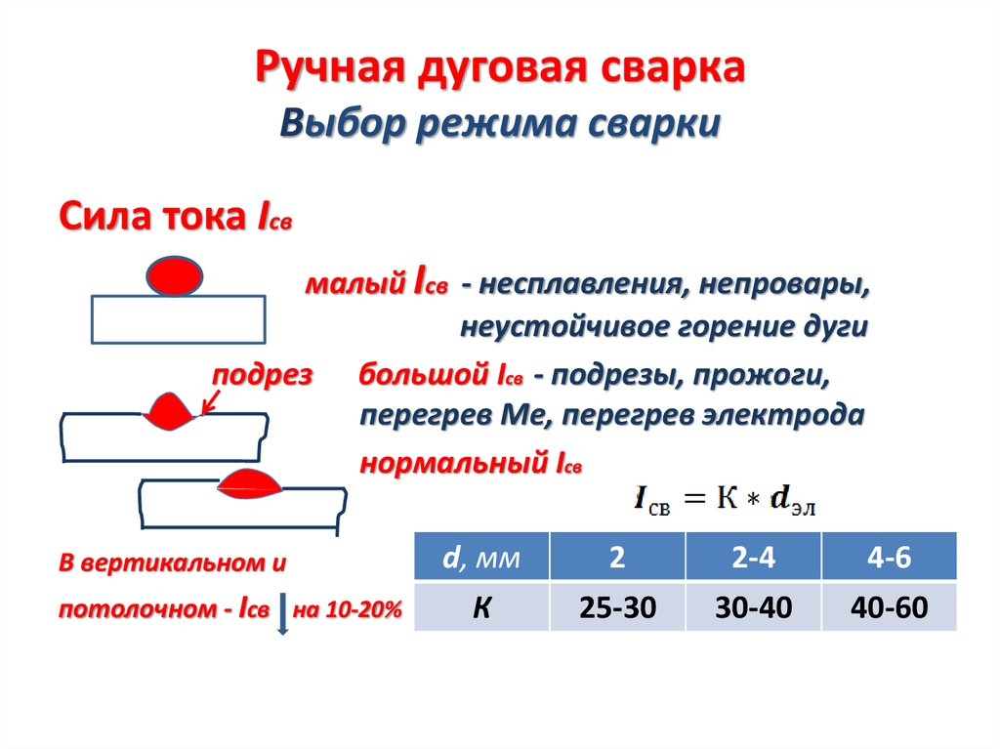 Ручная дуговая сварка
Выбор режима сварки
Сила тока Iсв
малый Iсв - несплавления, непровары,
неустойчивое горение дуги
подрез
большой Iсв - подрезы, прожоги,
перегрев Ме, перегрев электрода
нормальный Iсв
Iсв = К * dэл
В вертикальном и
потолочном - Iсв на 10-20%
d, мм 2 2-4 4-6
К 25-30 30-40 40-60